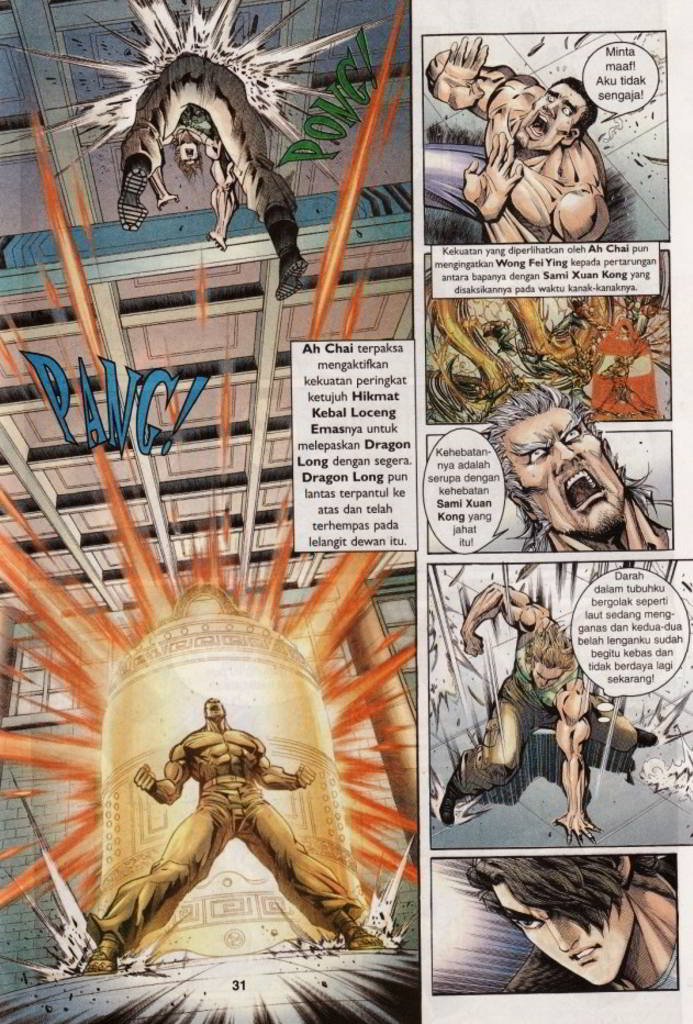 PONG!
PANG!
Ah Chai terpaksa
mengaktifkan
kekuatan peringkat
ketujuh Hikmat
Kebal Loceng
Emasnya untuk
melepaskan Dragon
Long dengan segera.
Dragon Long pun
lantas terpantul ke
atas dan telah
terhempas pada
lelangit dewan itu.
31
Minta
maaf!
Aku tidak
sengaja!
Kekuatan yang diperlihatkan oleh Ah Chai pun
mengingatkan Wong Fei Ying kepada pertarungan
antara bapanya dengan Sami Xuan Kong yang
disaksikannya pada waktu kanak-kanaknya.
Kehebatan-
nya adalah
serupa dengan
kehebatan
Sami Xuan
Kong yang
jahat
itu!
Darah
dalam tubuhku
bergolak seperti
laut sedang meng-
ganas dan kedua-dua
belah lenganku sudah
begitu kebas dan
tidak berdaya lagi
sekarang!